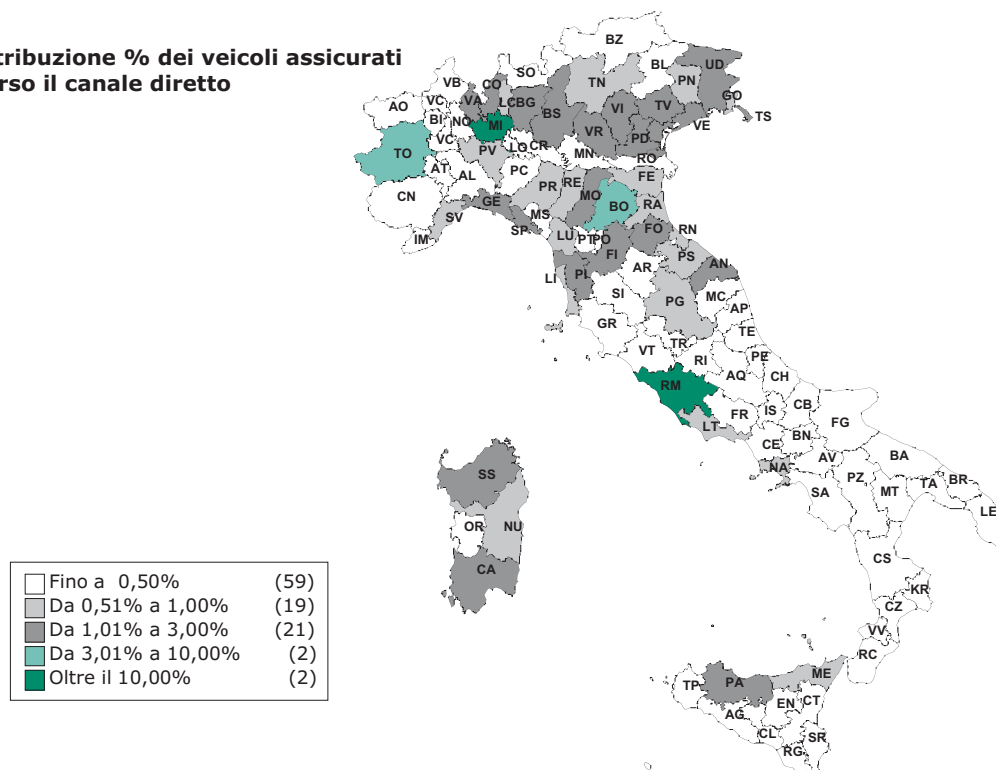 tribuzione % dei veicoli assicurati
rso il canale diretto
BZ
SO
BL
UD
VB
CO
TN
PN
AO
VC
VA
LC
BG
BS
VI
TV
GO
TS
BI
NO
MI
VR
PD
VE
TO
VC
PV
LO
CR
MN
RO
AT
AL
PC
FE
CN
PR
RE
MO
BO
RA
SV
GE
MS
IM
SP
LU
PT
PO
FO
RN
FI
PS
AN
LI
PI
AR
SI
PG
MC
AP
GR
TE
VT
TR
RI
PE
AQ
CH
RM
FR
IS
CB
FG
LT
CE
BN
NA
AV
BA
SA
PZ
MT
TA
BR
LE
SS
OR
NU
CA
CS
KR
CZ
VV
RC
TP
PA
ME
AG
EN
CT
CL
RG
SR
Fino a 0,50% (59)
Da 0,51% a 1,00% (19)
Da 1,01% a 3,00% (21)
Da 3,01% a 10,00% (2)
Oltre il 10,00% (2)